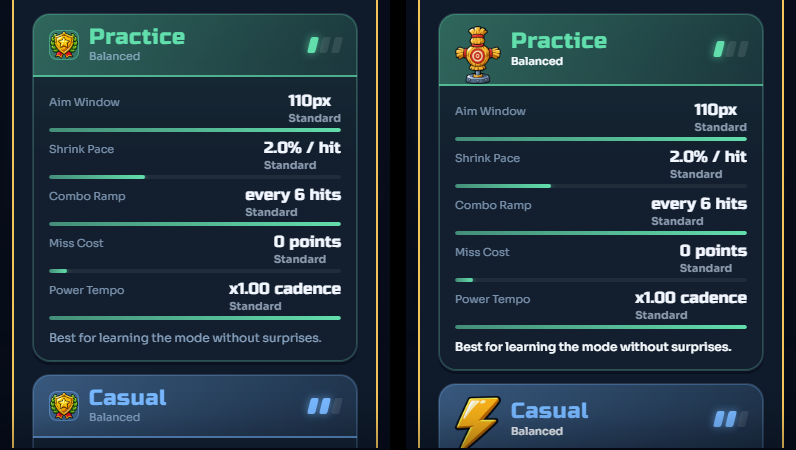 Practice
Balanced
Aim Window
110px
Standard
Shrink Pace
2.0% / hit
Standard
Combo Ramp
every 6 hits
Standard
Miss Cost
0 points
Standard
Power Tempo
x1.00 cadence
Standard
Best for learning the mode without surprises.
Casual
Balanced
Practice
Balanced
Aim Window
110px
Standard
Shrink Pace
2.0% / hit
Standard
Combo Ramp
every 6 hits
Standard
Miss Cost
0 points
Standard
Power Tempo
x1.00 cadence
Standard
Best for learning the mode without surprises.
Casual
Balanced